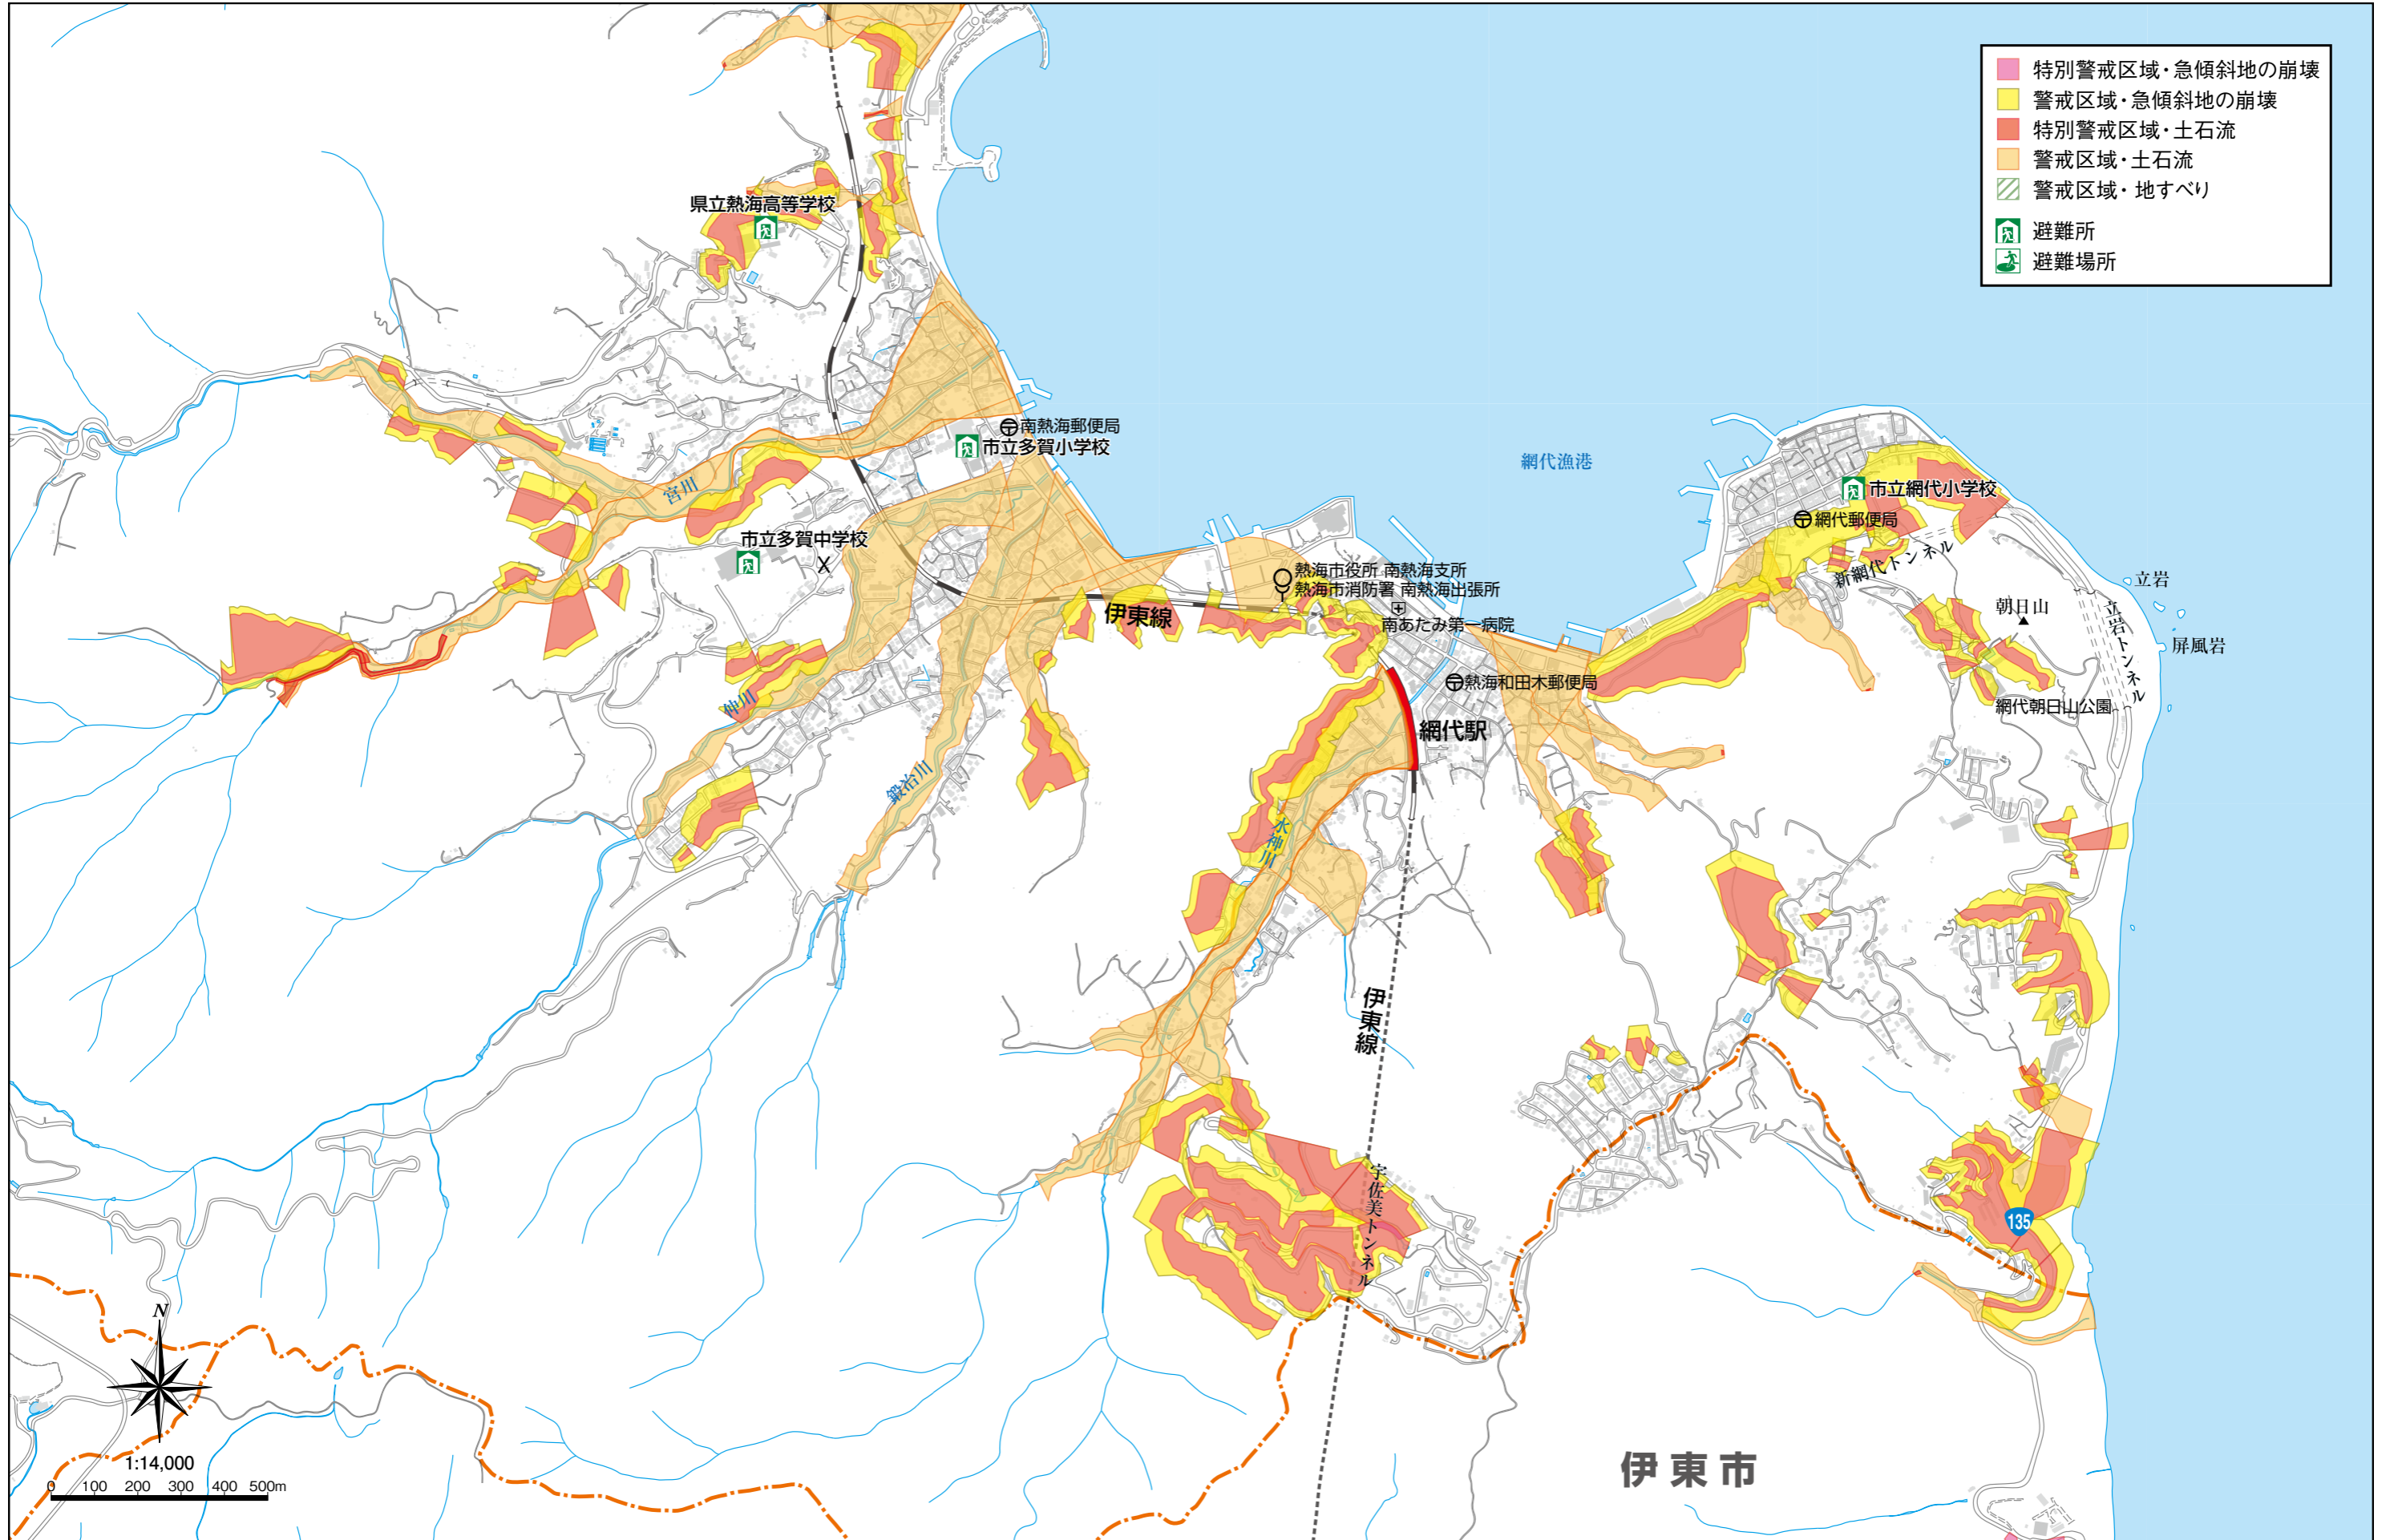 特別警戒区域・急傾斜地の崩壊
警戒区域・急傾斜地の崩壊
特別警戒区域・土石流
警戒区域・土石流
警戒区域・地すべり
避難所
避難場所
県立熱海高等学校
南熱海郵便局
市立多賀小学校
網代漁港
市立網代小学校
網代郵便局
宮川
市立多賀中学校
新網代トンネル
熱海市役所 南熱海支所
熱海市消防署 南熱海出張所
立岩
朝日山
立岩トンネル
伊東線
南あたみ第一病院
屏風岩
熱海和田木郵便局
仲川
網代朝日山公園
網代駅
鍛治川
水神川
伊東線
宇佐美トンネル
135
N
伊東市
1:14,000
0 100 200 300 400 500m